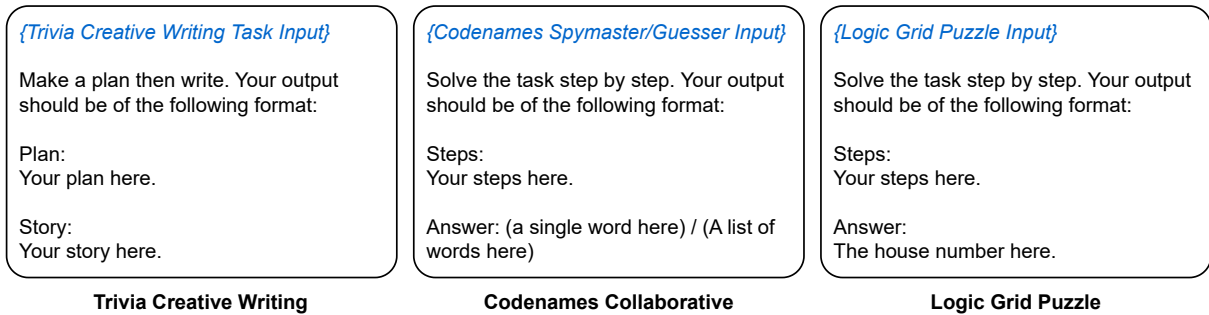 {Trivia Creative Writing Task Input}
Make a plan then write. Your output
should be of the following format:
Plan:
Your plan here.
Story:
Your story here.
Trivia Creative Writing
{Codenames Spymaster/Guesser Input}
Solve the task step by step. Your output
should be of the following format:
Steps:
Your steps here.
Answer: (a single word here) / (A list of
words here)
Codenames Collaborative
{Logic Grid Puzzle Input}
Solve the task step by step. Your output
should be of the following format:
Steps:
Your steps here.
Answer:
The house number here.
Logic Grid Puzzle